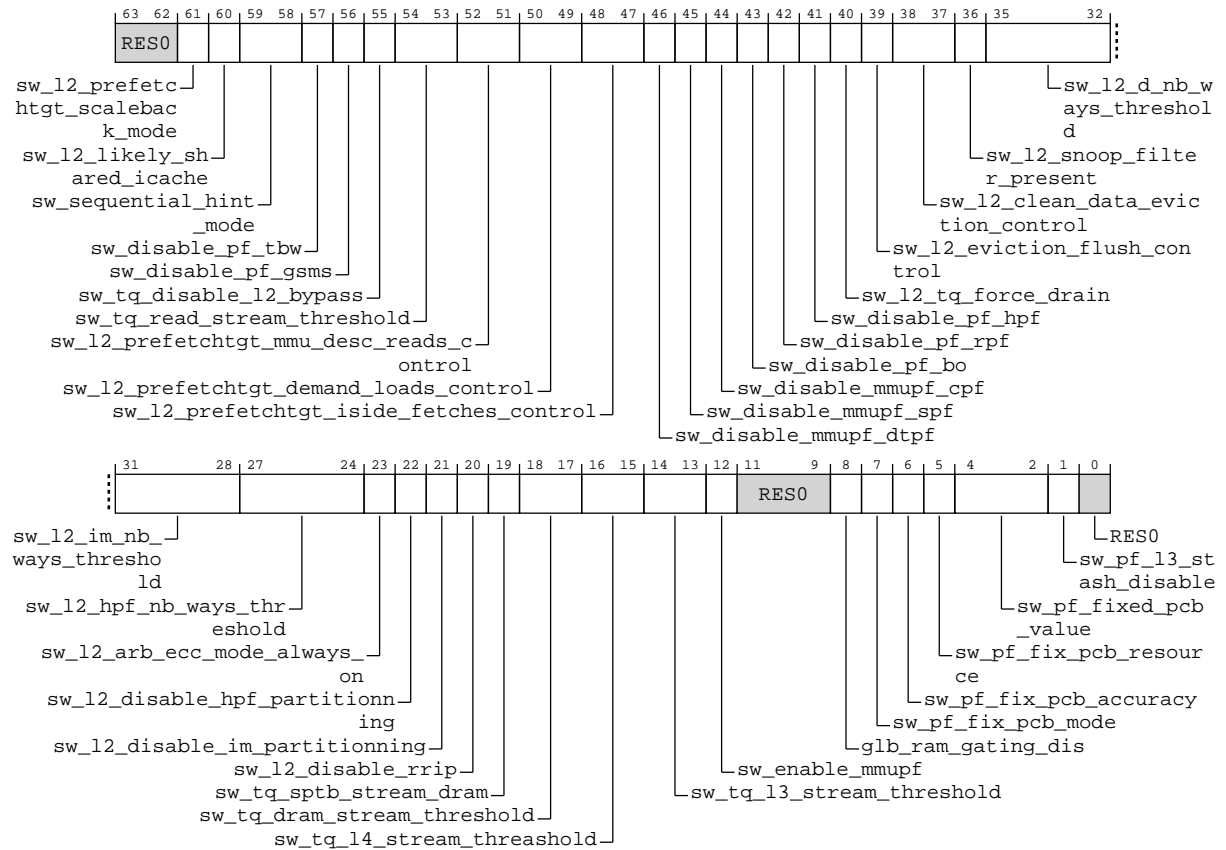 63 62 61 60 59 58 57 56 55 54 53 52 51 50 49 48 47 46 45 44 43 42 41 40 39 38 37 36 35 32
RES0
sw_l2_prefetc
htgt_scalebac
k_mode
sw_l2_likely_sh
ared_icache
sw_sequential_hint
_mode
sw_disable_pf_tbw
sw_disable_pf_gsms
sw_tq_disable_l2_bypass
sw_tq_read_stream_threshold
sw_l2_prefetchtgt_mmu_desc_reads_c
ontrol
sw_l2_prefetchtgt_demand_loads_control
sw_l2_prefetchtgt_iside_fetches_control
sw_l2_d_nb_w
ays_threshol
d
sw_l2_snoop_filte
r_present
sw_l2_clean_data_evic
tion_control
sw_l2_eviction_flush_con
trol
sw_l2_tq_force_drain
sw_disable_pf_hpf
sw_disable_pf_rpf
sw_disable_pf_bo
sw_disable_mmupf_cpf
sw_disable_mmupf_spf
sw_disable_mmupf_dtpf
31 28 27 24 23 22 21 20 19 18 17 16 15 14 13 12 11 9 8 7 6 5 4 2 1 0
RES0
sw_l2_im_nb_
ways_thresho
ld
sw_l2_hpf_nb_ways_thr
eshold
sw_l2_arb_ecc_mode_always_
on
sw_l2_disable_hpf_partitionn
ing
sw_l2_disable_im_partitionning
sw_l2_disable_rrip
sw_tq_sptb_stream_dram
sw_tq_dram_stream_threshold
sw_tq_l4_stream_threashold
RES0
sw_pf_l3_st
ash_disable
sw_pf_fixed_pcb
_value
sw_pf_fix_pcb_resour
ce
sw_pf_fix_pcb_accuracy
sw_pf_fix_pcb_mode
glb_ram_gating_dis
sw_enable_mmupf
sw_tq_l3_stream_threshold